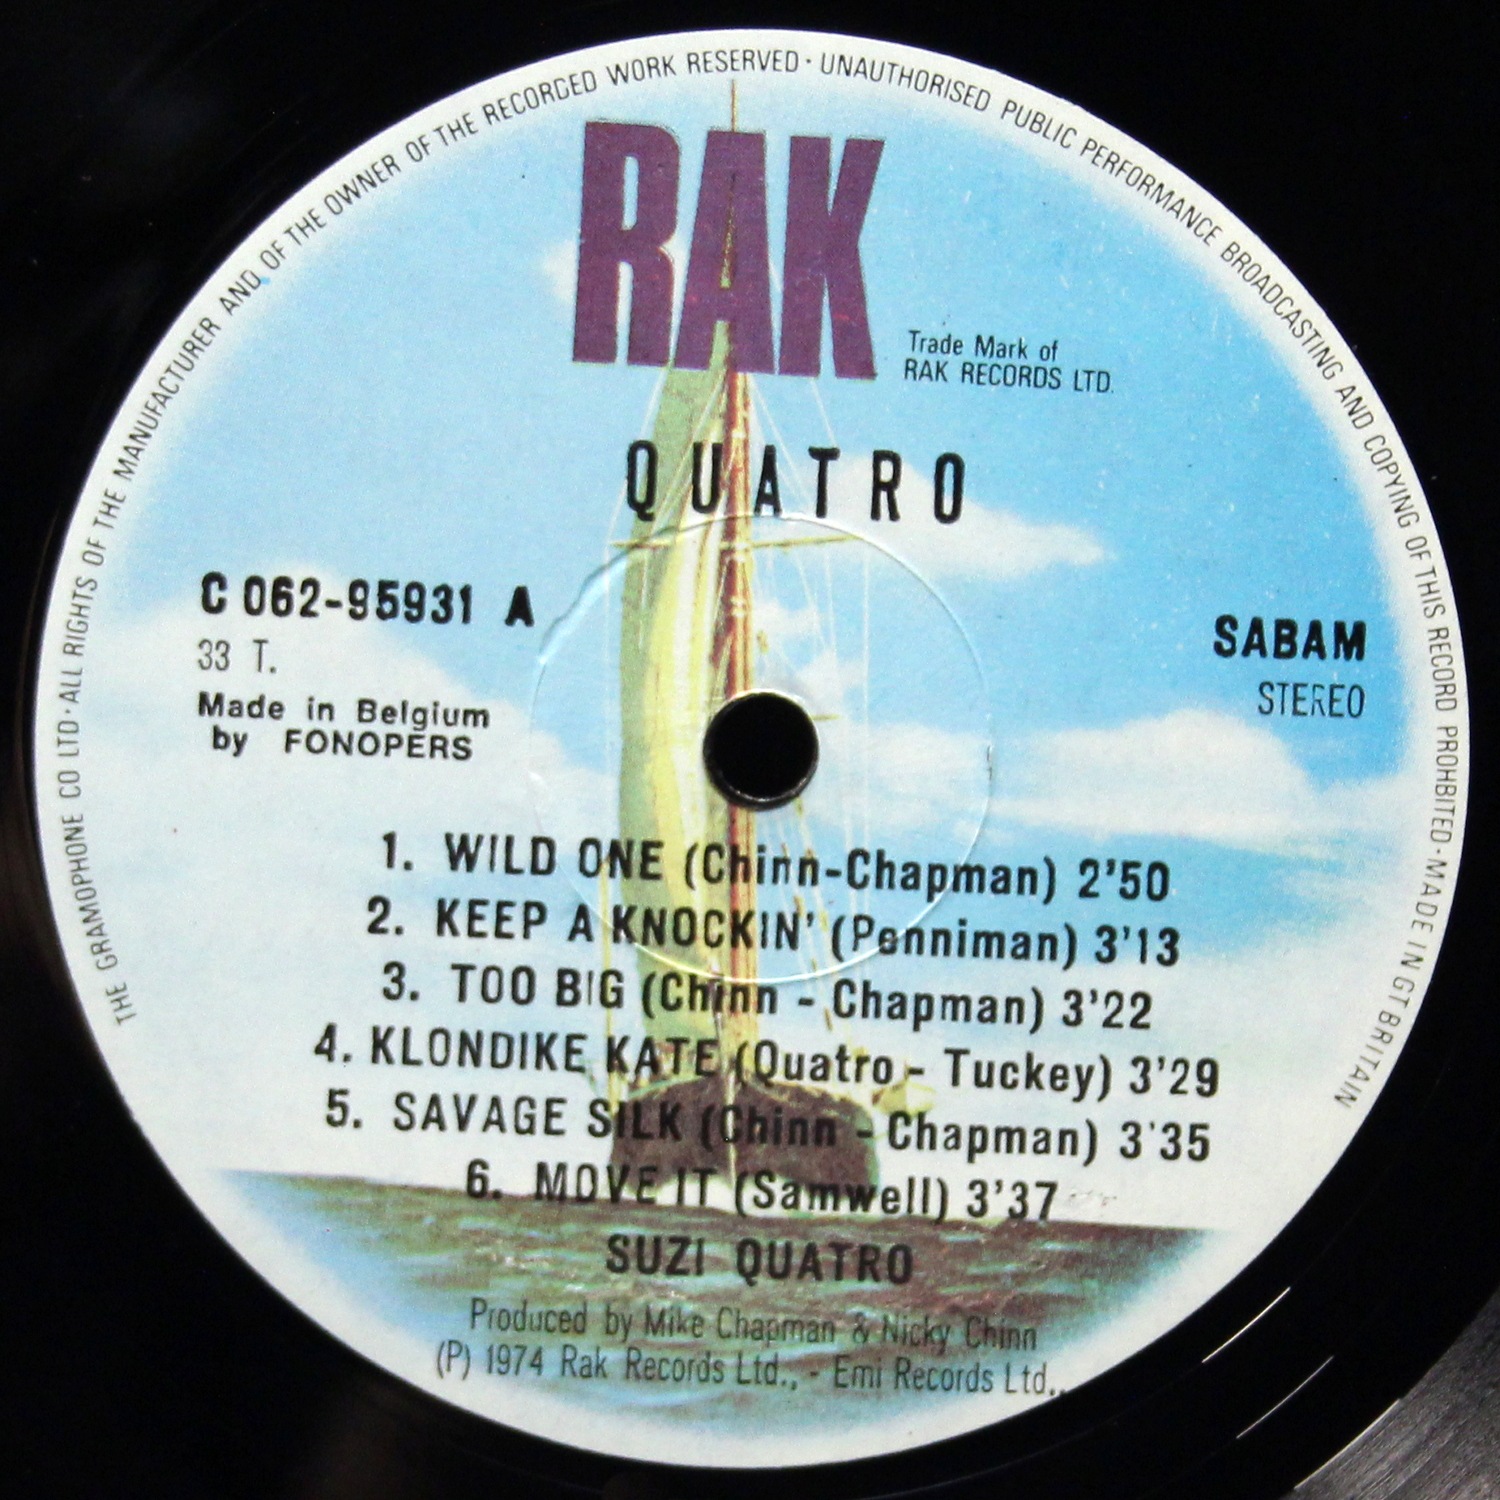 THE GRAMOPHONE CO LTD · ALL RIGHTS OF THE MANUFACTURER AND OF THE OWNER OF THE RECORDED WORK RESERVED · UNAUTHORISED PUBLIC PERFORMANCE BROADCASTING AND COPYING OF THIS RECORD PROHIBITED · MADE IN GT BRITAIN
RAK
Trade Mark of
RAK RECORDS LTD.
QUATRO
C 062-95931 A
33 T.
Made in Belgium
by FONOPERS
SABAM
STEREO
1. WILD ONE (Chinn-Chapman) 2'50
2. KEEP A KNOCKIN' (Penniman) 3'13
3. TOO BIG (Chinn - Chapman) 3'22
4. KLONDIKE KATE (Quatro - Tuckey) 3'29
5. SAVAGE SILK (Chinn - Chapman) 3'35
6. MOVE IT (Samwell) 3'37
SUZI QUATRO
Produced by Mike Chapman & Nicky Chinn
(P) 1974 Rak Records Ltd., - Emi Records Ltd.,